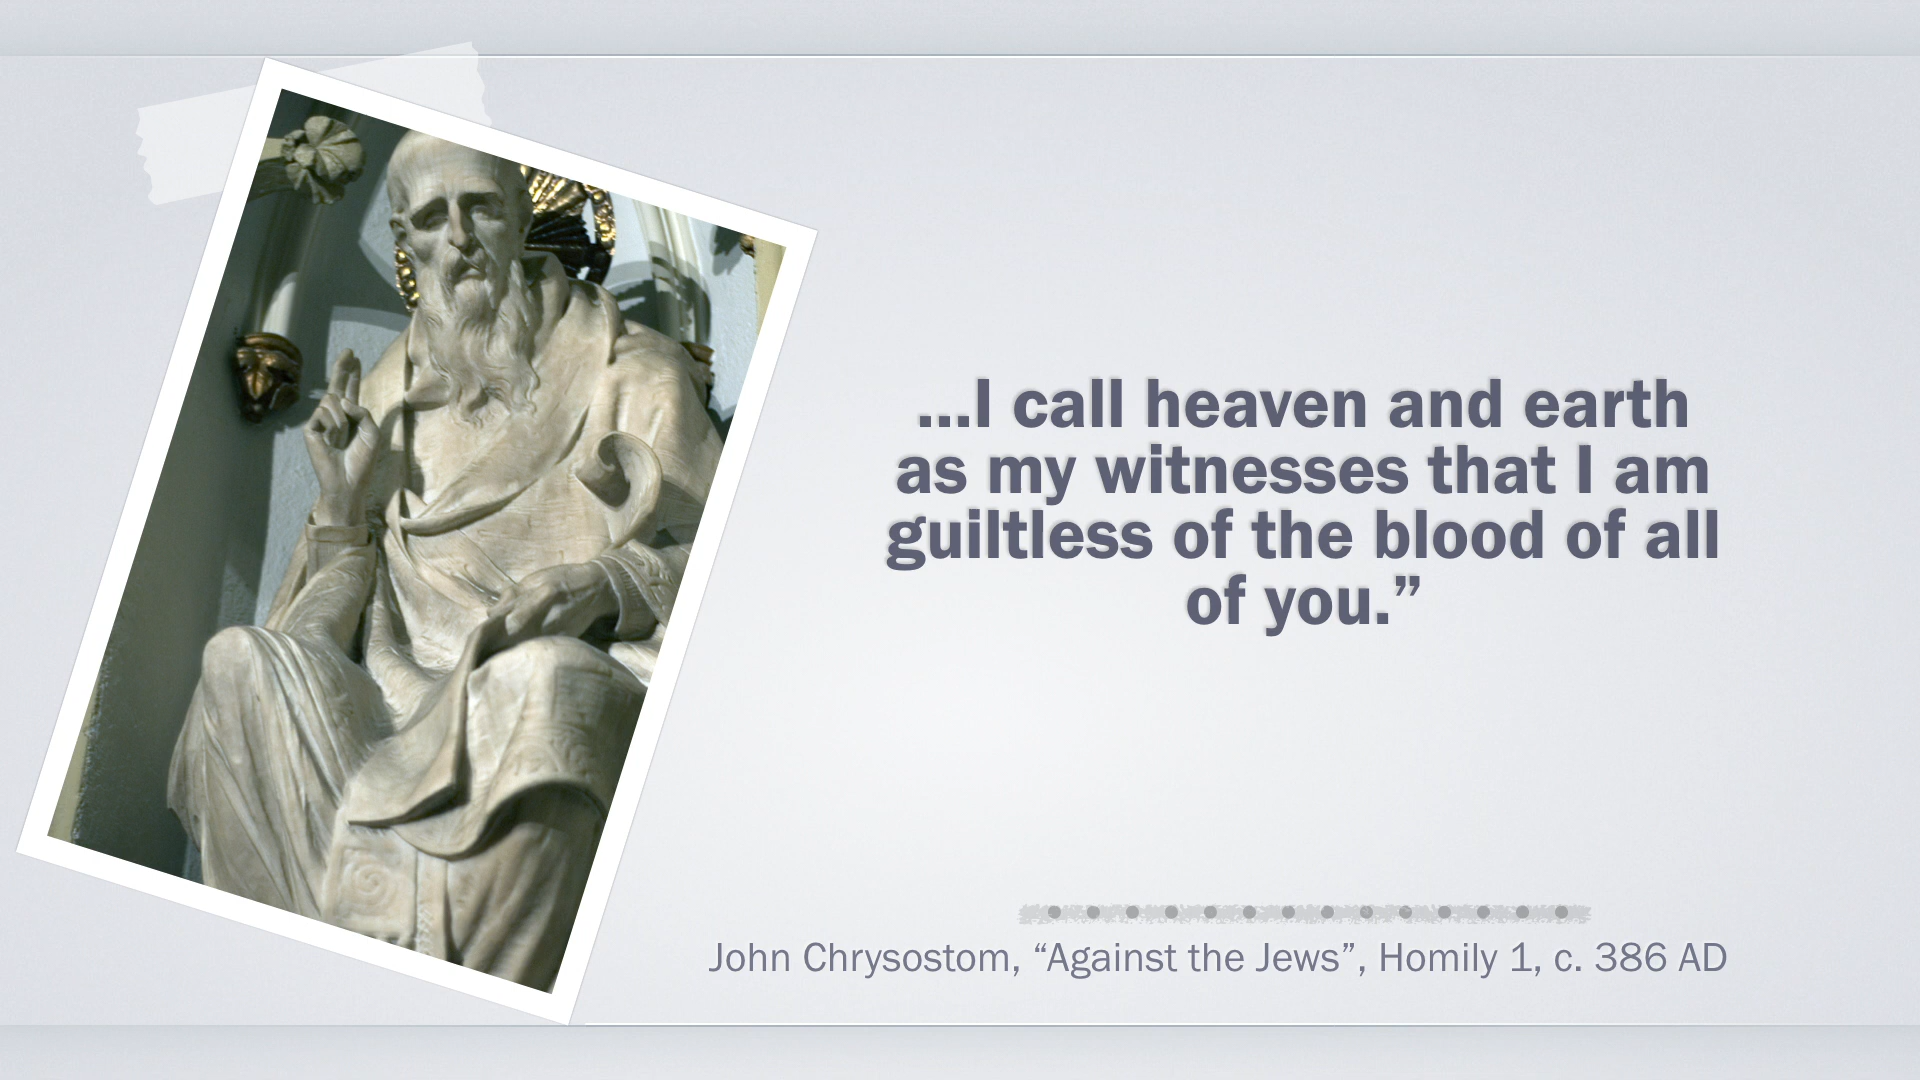 ...I call heaven and earth
as my witnesses that I am
guiltless of the blood of all
of you.”
John Chrysostom, “Against the Jews”, Homily 1, c. 386 AD